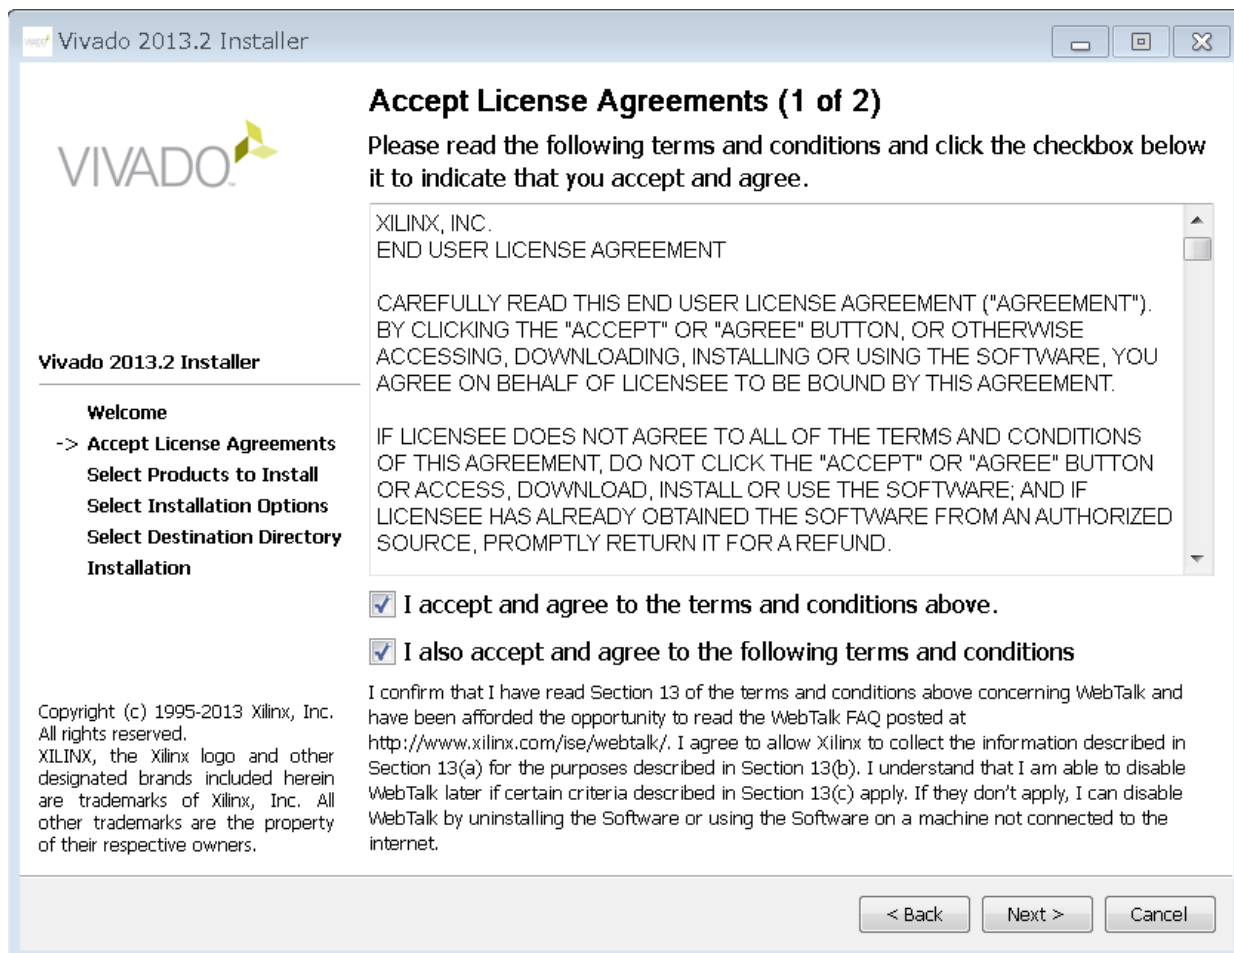 Vivado 2013.2 Installer
VIVADO
Vivado 2013.2 Installer
Welcome
-> Accept License Agreements
Select Products to Install
Select Installation Options
Select Destination Directory
Installation
Copyright (c) 1995-2013 Xilinx, Inc.
All rights reserved.
XILINX, the Xilinx logo and other
designated brands included herein
are trademarks of Xilinx, Inc. All
other trademarks are the property
of their respective owners.
Accept License Agreements (1 of 2)
Please read the following terms and conditions and click the checkbox below
it to indicate that you accept and agree.
XILINX, INC.
END USER LICENSE AGREEMENT
CAREFULLY READ THIS END USER LICENSE AGREEMENT ("AGREEMENT").
BY CLICKING THE "ACCEPT" OR "AGREE" BUTTON, OR OTHERWISE
ACCESSING, DOWNLOADING, INSTALLING OR USING THE SOFTWARE, YOU
AGREE ON BEHALF OF LICENSEE TO BE BOUND BY THIS AGREEMENT.
IF LICENSEE DOES NOT AGREE TO ALL OF THE TERMS AND CONDITIONS
OF THIS AGREEMENT, DO NOT CLICK THE "ACCEPT" OR "AGREE" BUTTON
OR ACCESS, DOWNLOAD, INSTALL OR USE THE SOFTWARE; AND IF
LICENSEE HAS ALREADY OBTAINED THE SOFTWARE FROM AN AUTHORIZED
SOURCE, PROMPTLY RETURN IT FOR A REFUND.
I accept and agree to the terms and conditions above.
I also accept and agree to the following terms and conditions
I confirm that I have read Section 13 of the terms and conditions above concerning WebTalk and
have been afforded the opportunity to read the WebTalk FAQ posted at
http://www.xilinx.com/ise/webtalk/. I agree to allow Xilinx to collect the information described in
Section 13(a) for the purposes described in Section 13(b). I understand that I am able to disable
WebTalk later if certain criteria described in Section 13(c) apply. If they don't apply, I can disable
WebTalk by uninstalling the Software or using the Software on a machine not connected to the
internet.
< Back
Next >
Cancel